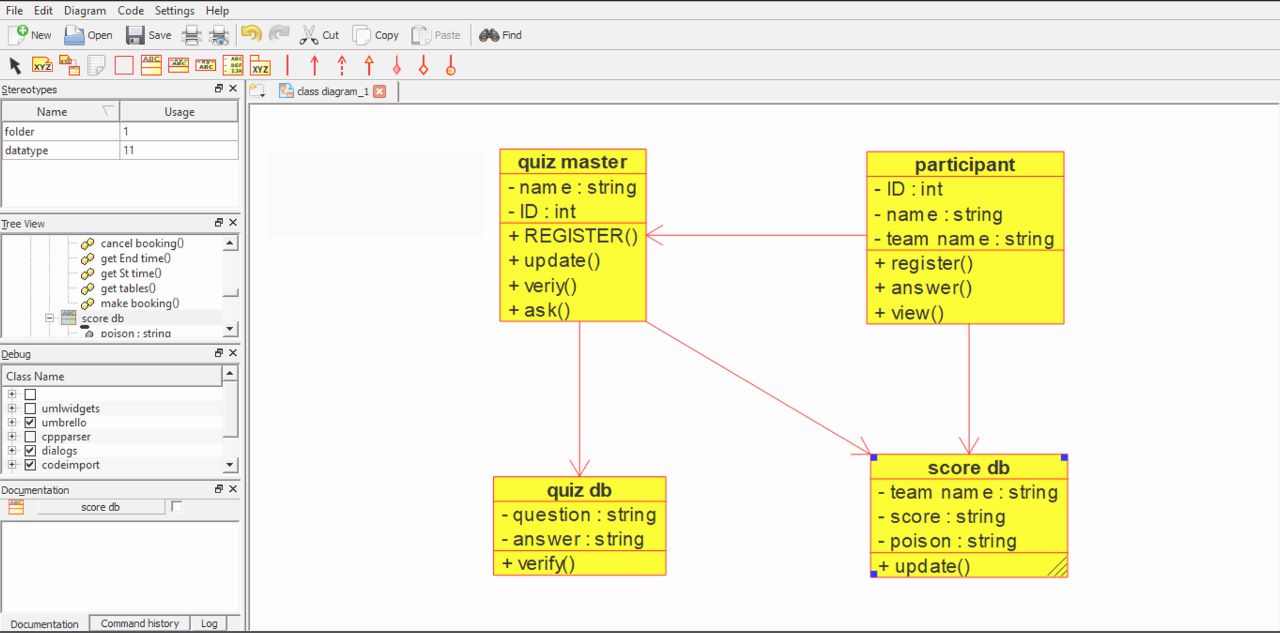 File Edit Diagram Code Settings Help
New Open Save Cut Copy Paste Find
XYZ XYZ ABC ABC XYZ ABC ABC DEF 123 XYZ
Stereotypes
Name Usage
folder 1
datatype 11
Tree View
cancel booking()
get End time()
get St time()
get tables()
make booking()
score db
poison : string
Debug
Class Name
umlwidgets
umbrello
cppparser
dialogs
codeimport
Documentation
score db
Documentation Command history Log
class diagram_1
quiz master
- name : string
- ID : int
+ REGISTER()
+ update()
+ veriy()
+ ask()
participant
- ID : int
- name : string
- team name : string
+ register()
+ answer()
+ view()
quiz db
- question : string
- answer : string
+ verify()
score db
- team name : string
- score : string
- poison : string
+ update()